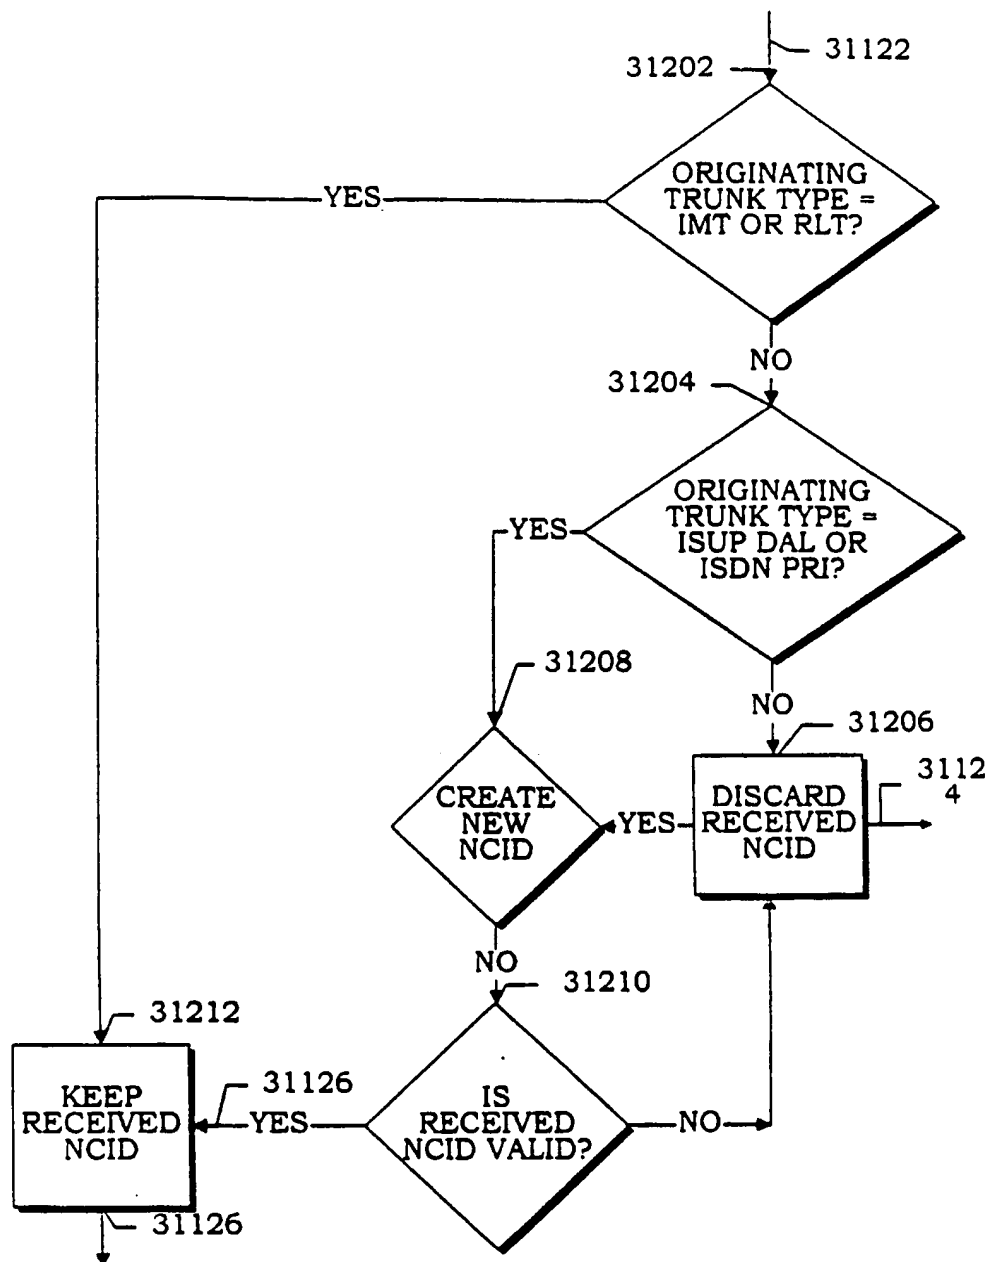 31122
31202
ORIGINATING
TRUNK TYPE =
IMT OR RLT?
YES
NO
31204
ORIGINATING
TRUNK TYPE =
ISUP DAL OR
ISDN PRI?
YES
NO
31208
31206
CREATE
NEW
NCID
YES
DISCARD
RECEIVED
NCID
3112
4
NO
31210
31212
KEEP
RECEIVED
NCID
31126
YES
IS
RECEIVED
NCID VALID?
NO
31126